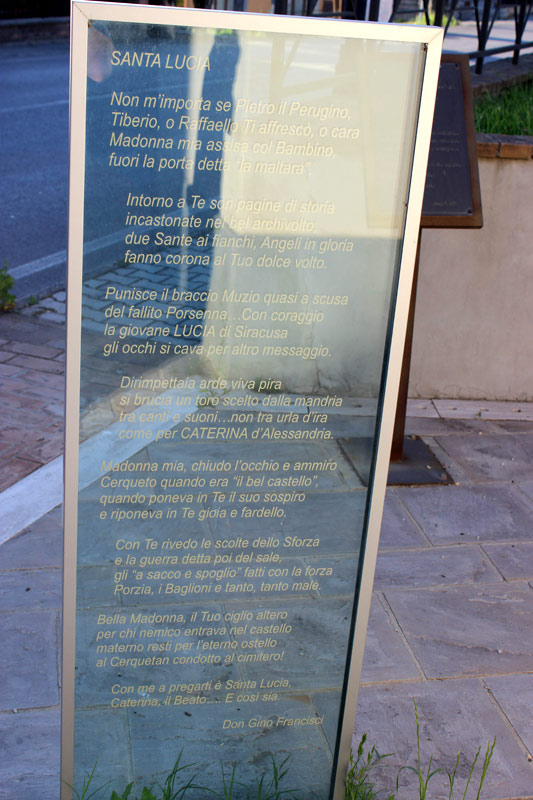 SANTA LUCIA
Non m'importa se Pietro il Perugino,
Tiberio, o Raffaello Ti affrescò, o cara
Madonna mia assisa col Bambino,
fuori la porta detta "la maltara".
Intorno a Te son pagine di storia
incastonate nel bel archivolto;
due Sante ai fianchi, Angeli in gloria
fanno corona al Tuo dolce volto.
Punisce il braccio Muzio quasi a scusa
del fallito Porsenna...Con coraggio
la giovane LUCIA di Siracusa
gli occhi si cava per altro messaggio.
Dirimpettaia arde viva pira
si brucia un toro scelto dalla mandria
tra canti e suoni...non tra urla d'ira
come per CATERINA d'Alessandria.
Madonna mia, chiudo l'occhio e ammiro
Cerqueto quando era "il bel castello",
quando poneva in Te il suo sospiro
e riponeva in Te gioia e fardello.
Con Te rivedo le scolte dello Sforza
e la guerra detta poi del sale,
gli "a sacco e spoglio" fatti con la forza
Porzia, i Baglioni e tanto, tanto male.
Bella Madonna, il Tuo ciglio altero
per chi nemico entrava nel castello
materno resti per l'eterno ostello
al Cerquetan condotto al cimitero!
Con me a pregarti è Santa Lucia,
Caterina, il Beato.... E così sia.
Don Gino Francisci